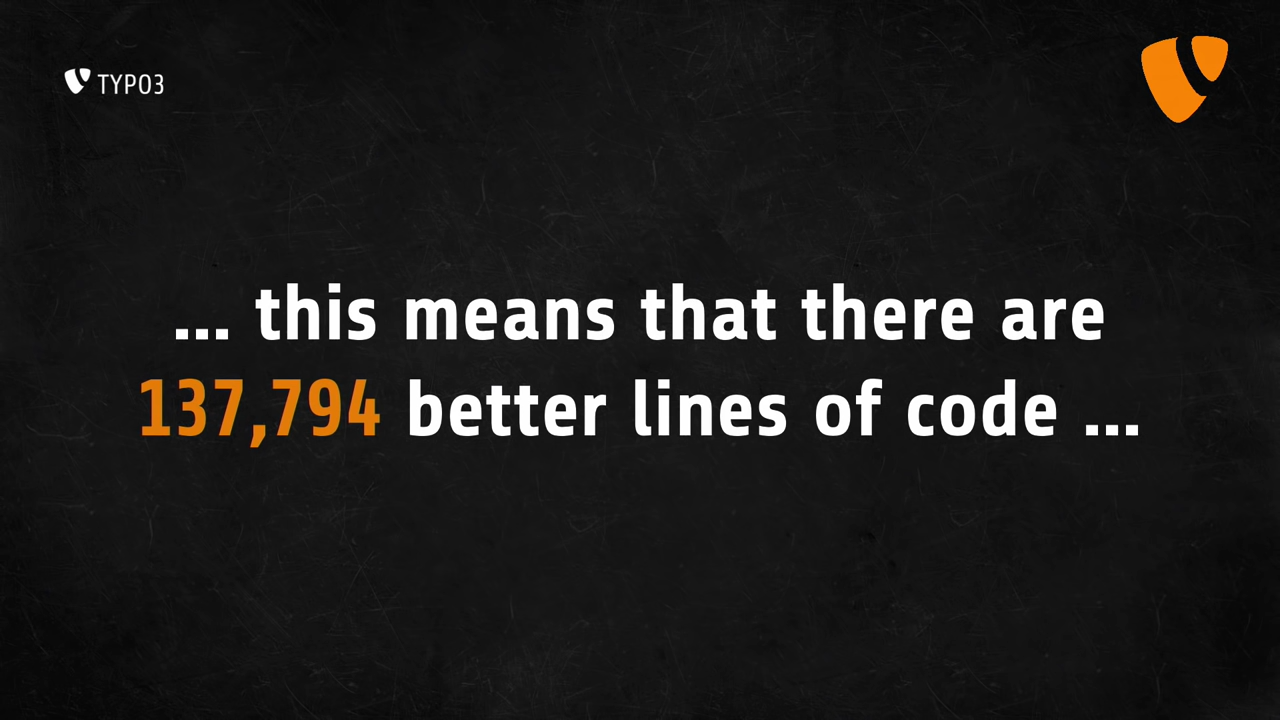 TYPO3
... this means that there are
137,794 better lines of code ...